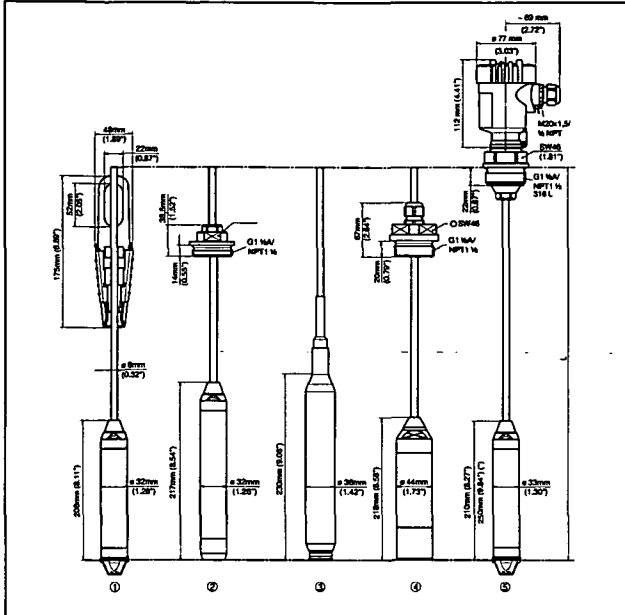 ~ 69 mm
(2.72")
ø 77 mm
(3.03")
112 mm (4.41")
M20x1,5/
½ NPT
SW46
(1.81")
G1 ½A/
NPT1 ½
316 L
22mm
(0.87")
48mm
(1.89")
22mm
(0.87")
52mm
(2.05")
175mm (6.89")
38,5mm
(1.52")
14mm
(0.55")
G1 ½A/
NPT1 ½
67mm
(2.64")
20mm
(0.79")
SW46
G1 ½A/
NPT1 ½
ø 8mm
(0.32")
206mm (8.11")
ø 32mm
(1.26")
217mm (8.54")
ø 32mm
(1.26")
230mm (9.06")
ø 36mm
(1.42")
218mm (8.58")
ø 44mm
(1.73")
210mm (8.27")
250mm (9.84") (*)
ø 33mm
(1.30")
① ② ③ ④ ⑤